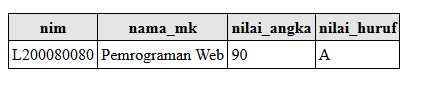 nim nama_mk nilai_angka nilai_huruf
L200080080 Pemrograman Web 90 A